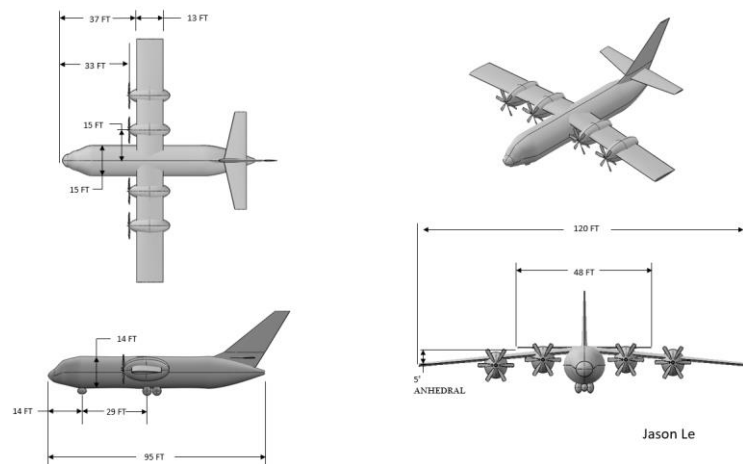 37 FT
13 FT
33 FT
15 FT
15 FT
120 FT
48 FT
14 FT
5'
ANHEDRAL
14 FT
29 FT
95 FT
Jason Le